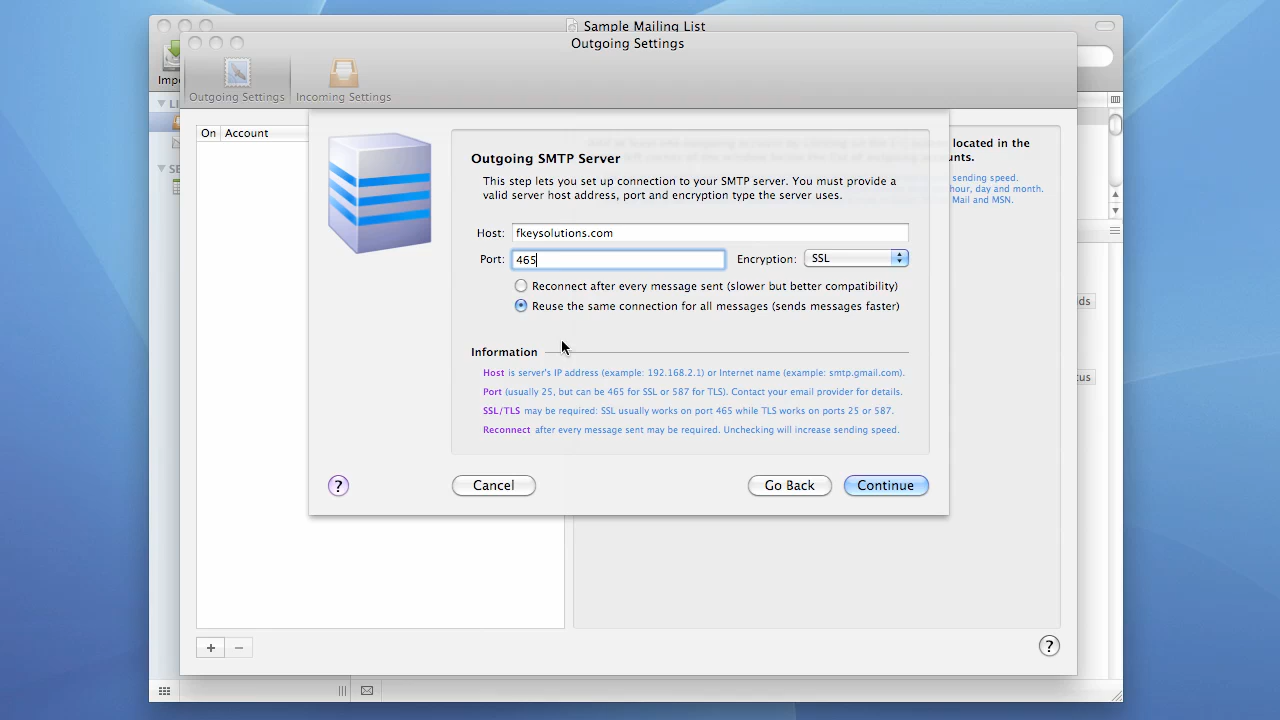 Sample Mailing List
Outgoing Settings
Outgoing Settings
Incoming Settings
On Account
located in the
Outgoing SMTP Server
This step lets you set up connection to your SMTP server. You must provide a
valid server host address, port and encryption type the server uses.
sending speed.
day and month.
Mail and MSN.
Host: fkeysolutions.com
Port: 465 Encryption: SSL
Reconnect after every message sent (slower but better compatibility)
Reuse the same connection for all messages (sends messages faster)
Information
Host is server's IP address (example: 192.168.2.1) or Internet name (example: smtp.gmail.com).
Port (usually 25, but can be 465 for SSL or 587 for TLS). Contact your email provider for details.
SSL/TLS may be required: SSL usually works on port 465 while TLS works on ports 25 or 587.
Reconnect after every message sent may be required. Unchecking will increase sending speed.
? Cancel Go Back Continue
+ −
?